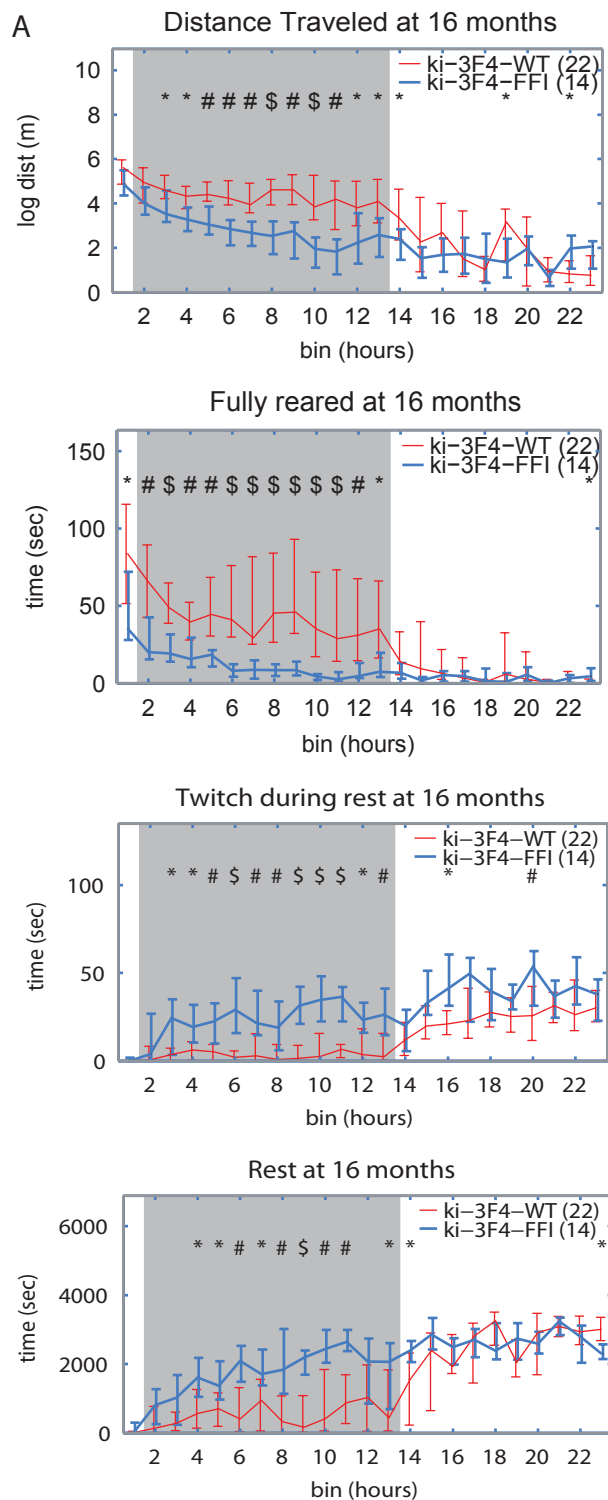 A
Distance Traveled at 16 months
ki-3F4-WT (22)
ki-3F4-FFI (14)
10
8
6
4
2
0
log dist (m)
* * # # # $ # $ # * * * * *
2 4 6 8 10 12 14 16 18 20 22
bin (hours)
Fully reared at 16 months
ki-3F4-WT (22)
ki-3F4-FFI (14)
150
100
50
0
time (sec)
* # $ # # $ $ $ $ $ $ # * *
2 4 6 8 10 12 14 16 18 20 22
bin (hours)
Twitch during rest at 16 months
ki-3F4-WT (22)
ki-3F4-FFI (14)
100
50
0
time (sec)
* * # $ # # $ $ $ * # * #
2 4 6 8 10 12 14 16 18 20 22
bin (hours)
Rest at 16 months
ki-3F4-WT (22)
ki-3F4-FFI (14)
6000
4000
2000
0
time (sec)
* * # * # $ # # * * *
2 4 6 8 10 12 14 16 18 20 22
bin (hours)